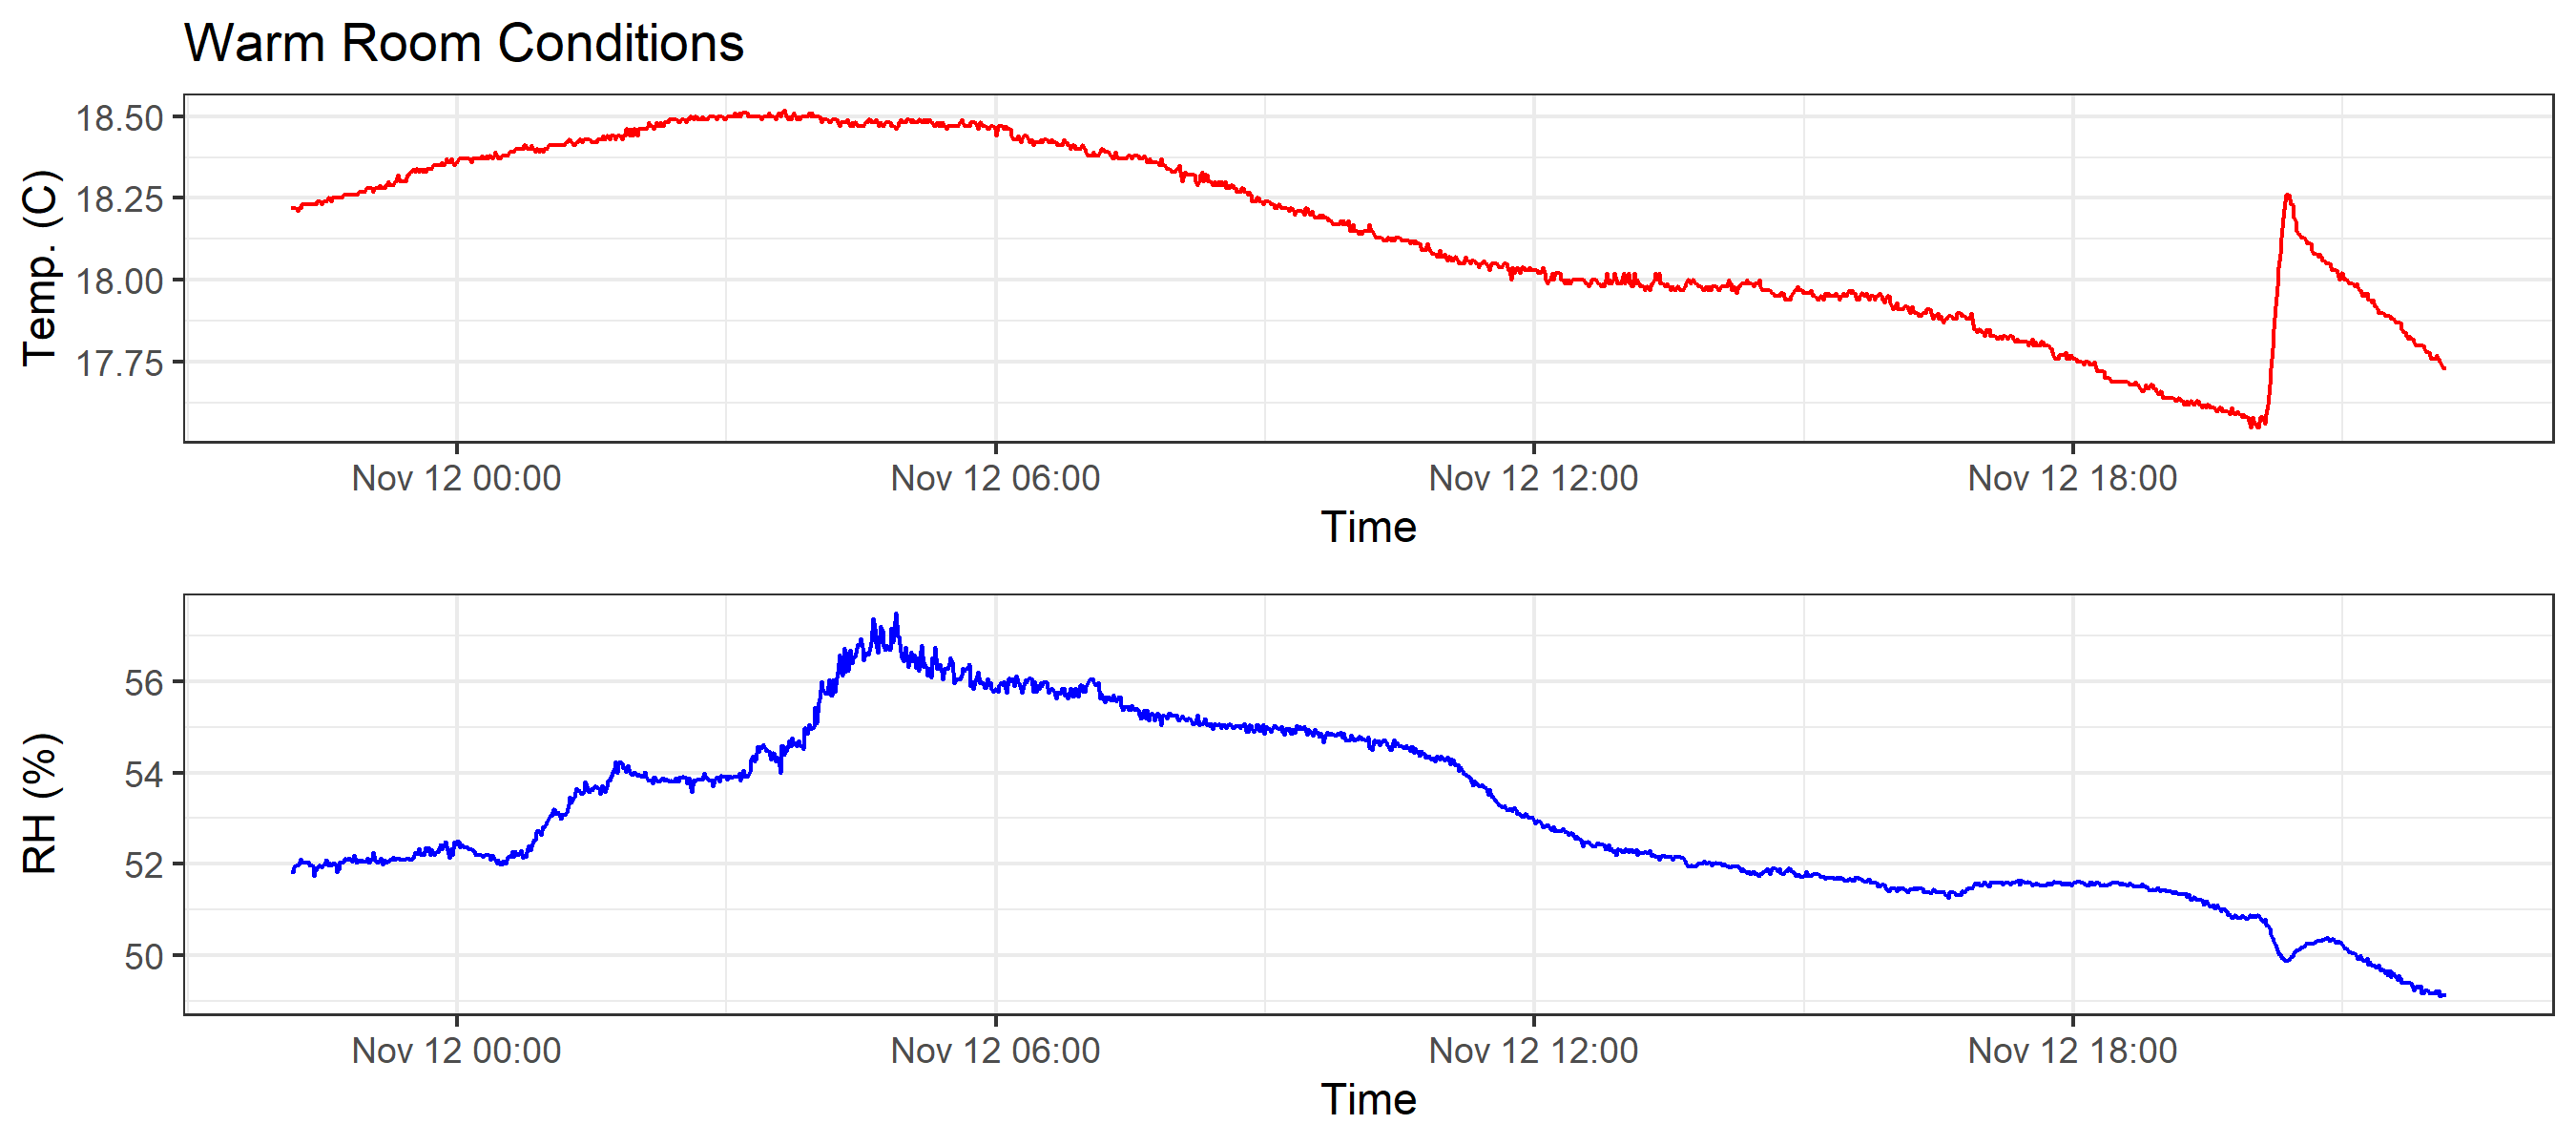 Warm Room Conditions
Temp. (C)
18.50
18.25
18.00
17.75
Nov 12 00:00 Nov 12 06:00 Nov 12 12:00 Nov 12 18:00
Time
RH (%)
56
54
52
50
Nov 12 00:00 Nov 12 06:00 Nov 12 12:00 Nov 12 18:00
Time